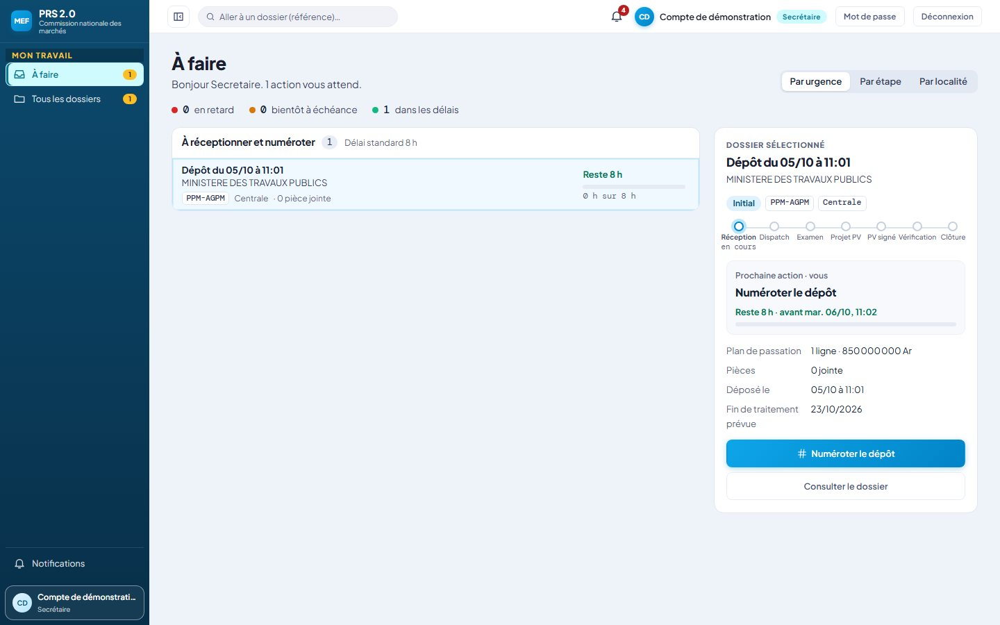 MEF
PRS 2.0
Commission nationale des
marchés
MON TRAVAIL
À faire
1
Tous les dossiers
1
Notifications
CD
Compte de démonstrati...
Secrétaire
Aller à un dossier (référence)...
4
CD
Compte de démonstration
Secrétaire
Mot de passe
Déconnexion
À faire
Bonjour Secretaire. 1 action vous attend.
Par urgence
Par étape
Par localité
0 en retard
0 bientôt à échéance
1 dans les délais
À réceptionner et numéroter 1 Délai standard 8 h
Dépôt du 05/10 à 11:01
MINISTERE DES TRAVAUX PUBLICS
PPM-AGPM Centrale · 0 pièce jointe
Reste 8 h
0 h sur 8 h
DOSSIER SÉLECTIONNÉ
Dépôt du 05/10 à 11:01
MINISTERE DES TRAVAUX PUBLICS
Initial PPM-AGPM Centrale
Réception Dispatch Examen Projet PV PV signé Vérification Clôture
en cours
Prochaine action · vous
Numéroter le dépôt
Reste 8 h · avant mar. 06/10, 11:02
Plan de passation 1 ligne · 850 000 000 Ar
Pièces 0 jointe
Déposé le 05/10 à 11:01
Fin de traitement 23/10/2026
prévue
# Numéroter le dépôt
Consulter le dossier